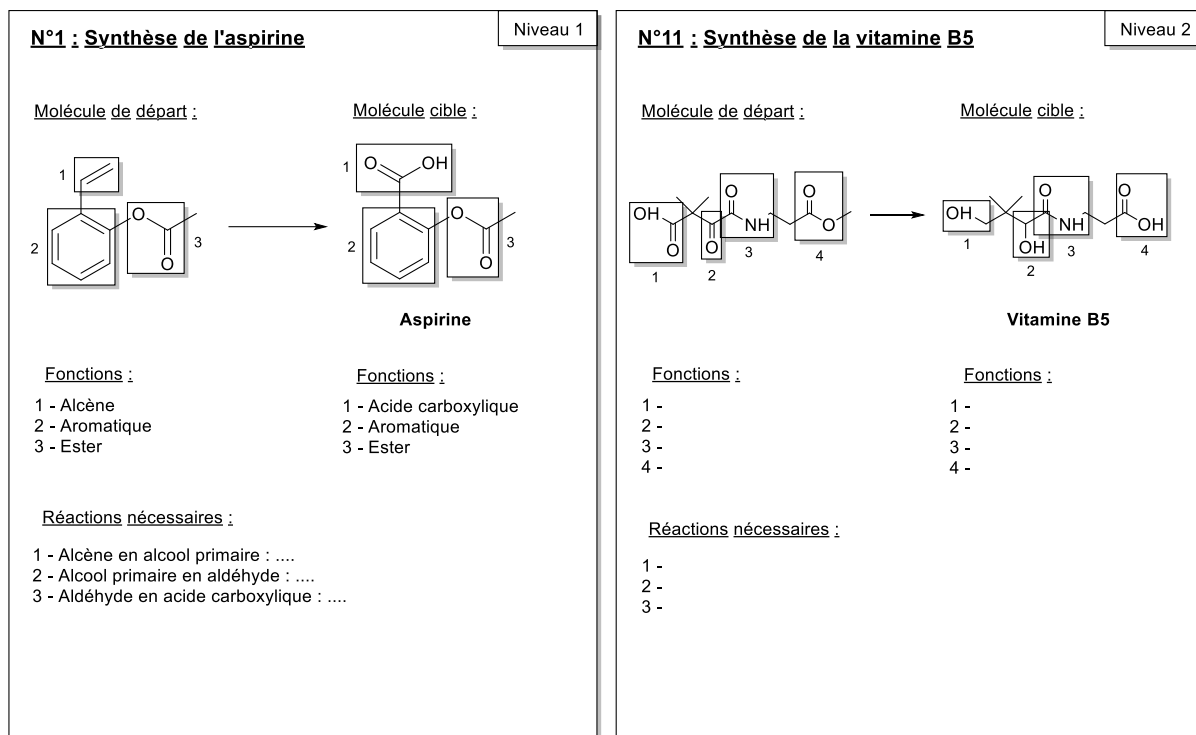 N°1 : Synthèse de l'aspirine
Niveau 1
Molécule de départ :
Molécule cible :
1
O
2
O
3
1
O
OH
O
2
O
3
Aspirine
Fonctions :
1 - Alcène
2 - Aromatique
3 - Ester
Fonctions :
1 - Acide carboxylique
2 - Aromatique
3 - Ester
Réactions nécessaires :
1 - Alcène en alcool primaire : ....
2 - Alcool primaire en aldéhyde : ....
3 - Aldéhyde en acide carboxylique : ....
N°11 : Synthèse de la vitamine B5
Niveau 2
Molécule de départ :
Molécule cible :
O
O
OH
NH
O
O
O
1
2
3
4
O
O
OH
NH
OH
OH
1
2
3
4
Vitamine B5
Fonctions :
1 -
2 -
3 -
4 -
Fonctions :
1 -
2 -
3 -
4 -
Réactions nécessaires :
1 -
2 -
3 -